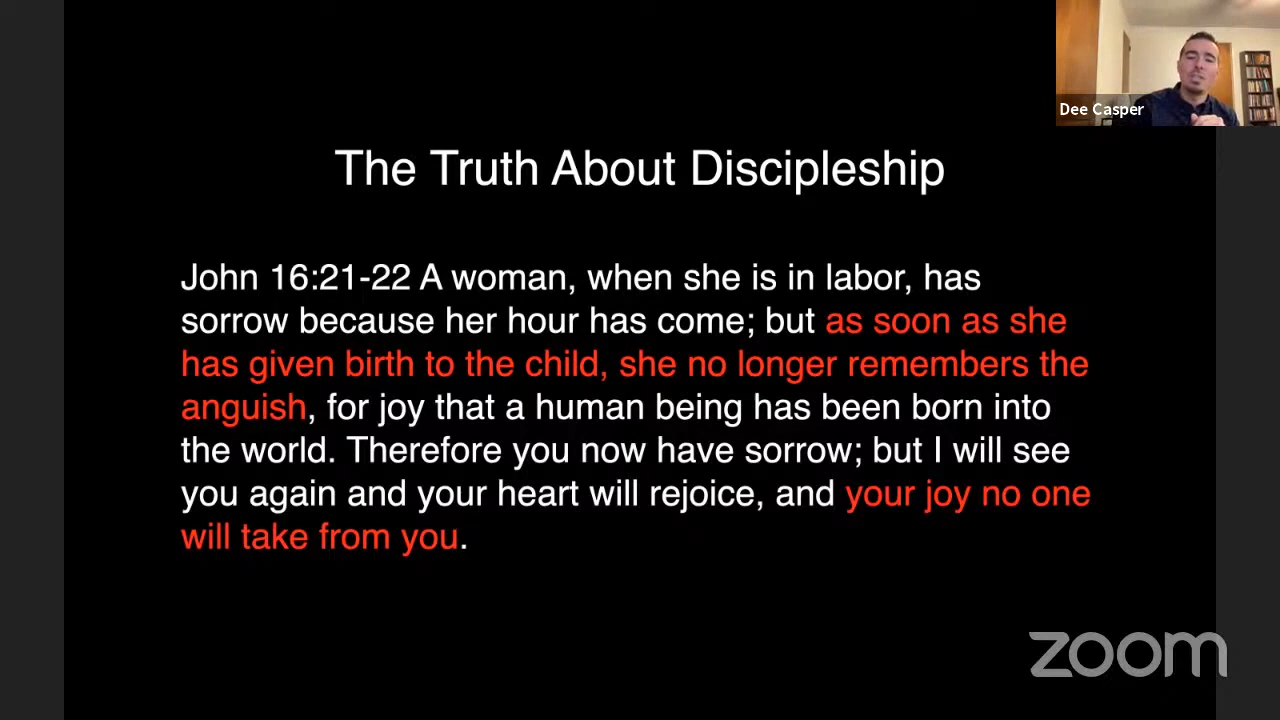 Dee Casper
The Truth About Discipleship
John 16:21-22 A woman, when she is in labor, has
sorrow because her hour has come; but as soon as she
has given birth to the child, she no longer remembers the
anguish, for joy that a human being has been born into
the world. Therefore you now have sorrow; but I will see
you again and your heart will rejoice, and your joy no one
will take from you.
zoom